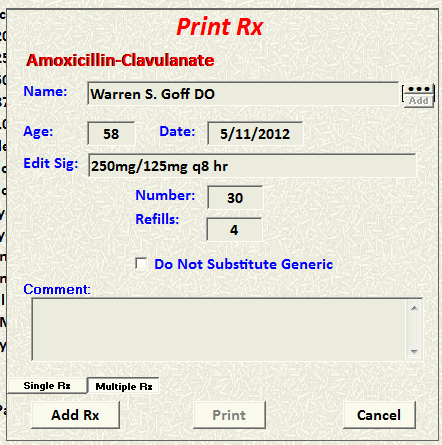 Print Rx
Amoxicillin-Clavulanate
Name: Warren S. Goff DO
Add
Age: 58 Date: 5/11/2012
Edit Sig: 250mg/125mg q8 hr
Number: 30
Refills: 4
Do Not Substitute Generic
Comment:
Single Rx Multiple Rx
Add Rx Print Cancel